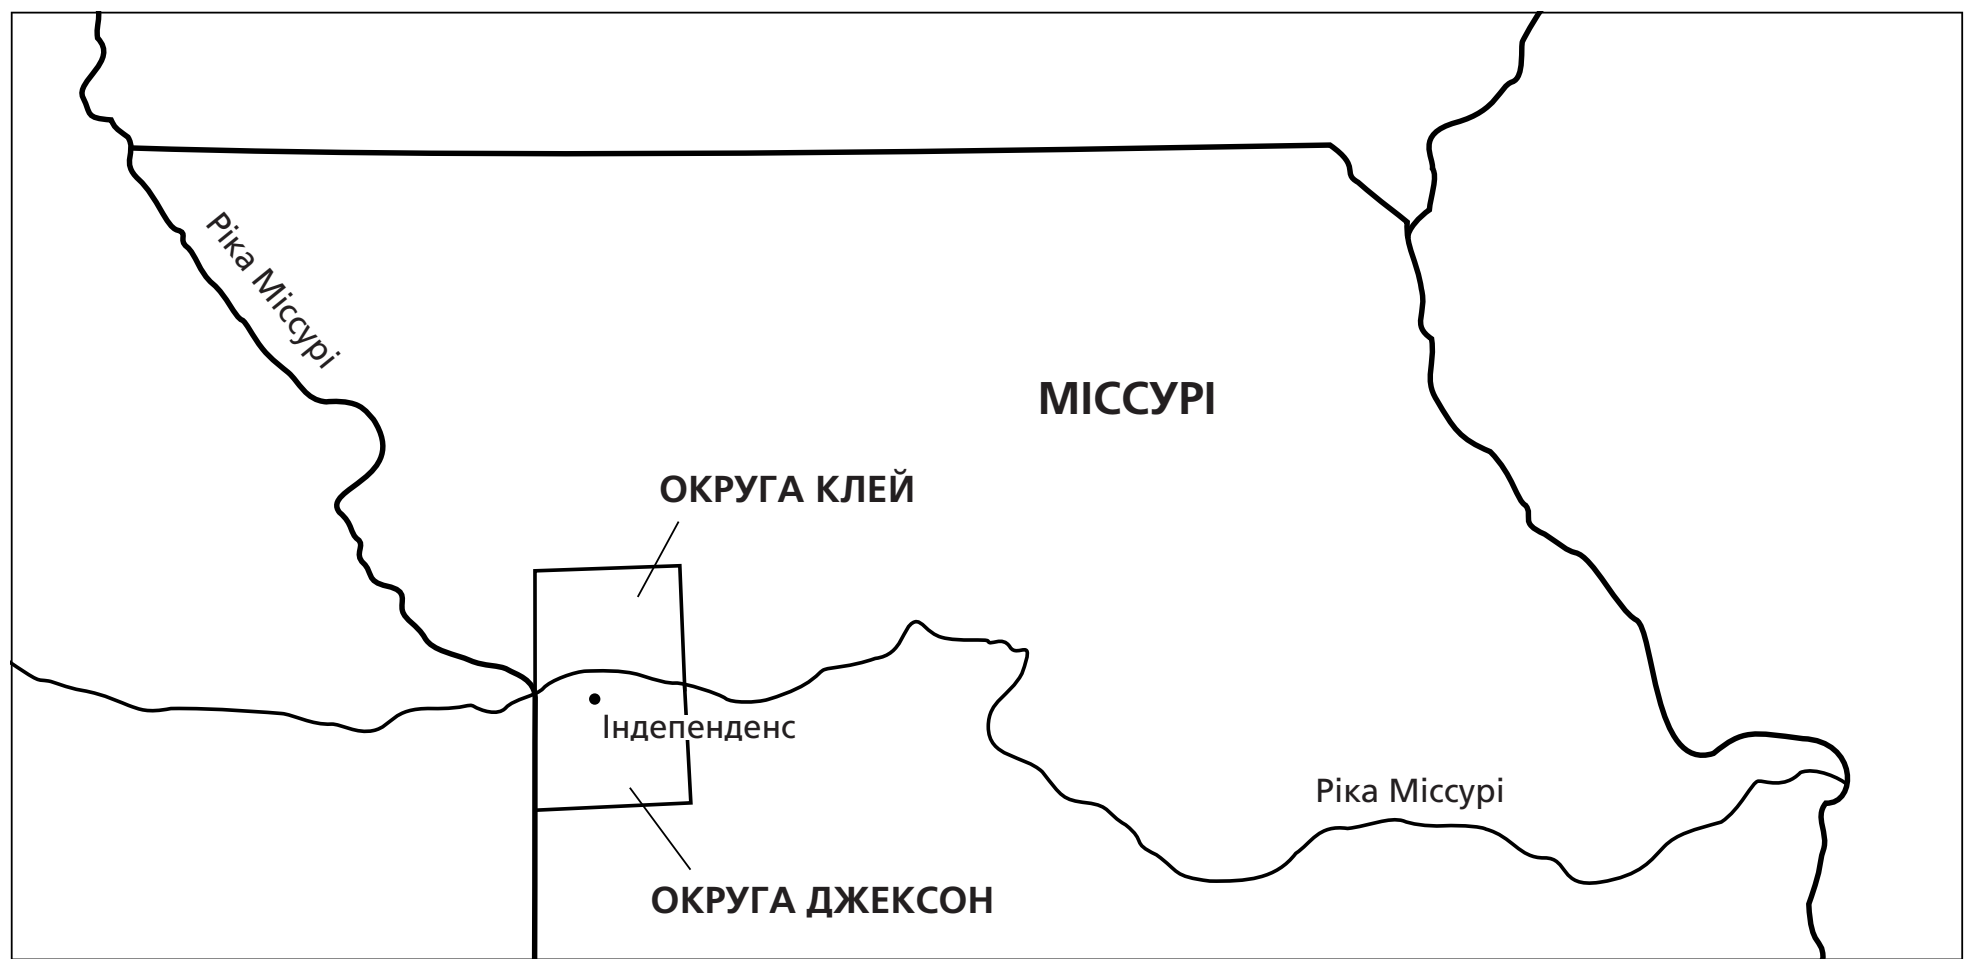 Ріка Міссурі
МІССУРІ
ОКРУГА КЛЕЙ
Індепенденс
Ріка Міссурі
ОКРУГА ДЖЕКСОН